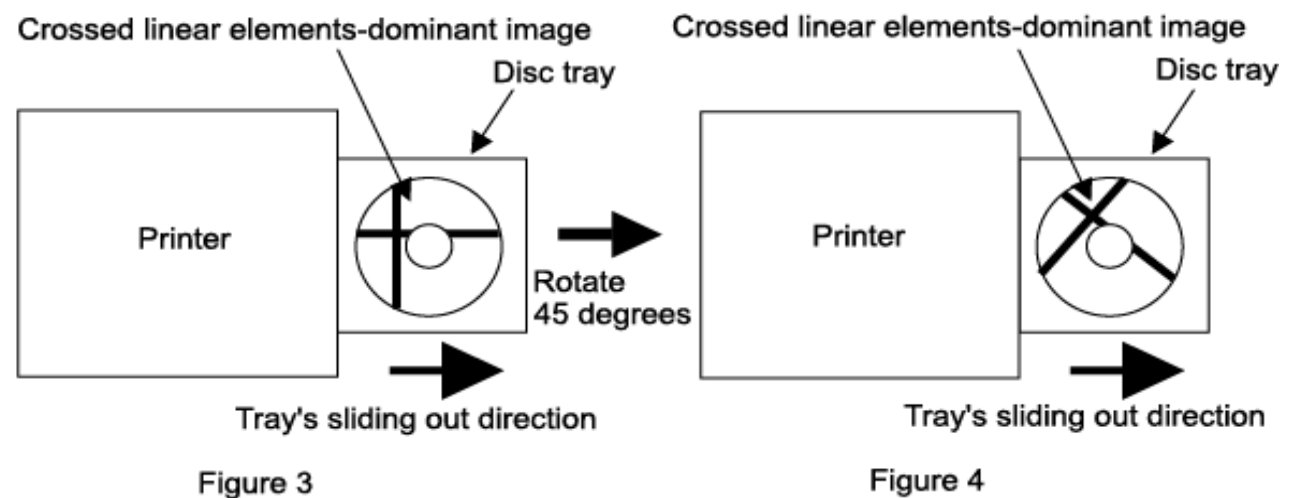 Crossed linear elements-dominant image
Disc tray
Printer
Rotate
45 degrees
Tray's sliding out direction
Figure 3
Crossed linear elements-dominant image
Disc tray
Printer
Tray's sliding out direction
Figure 4